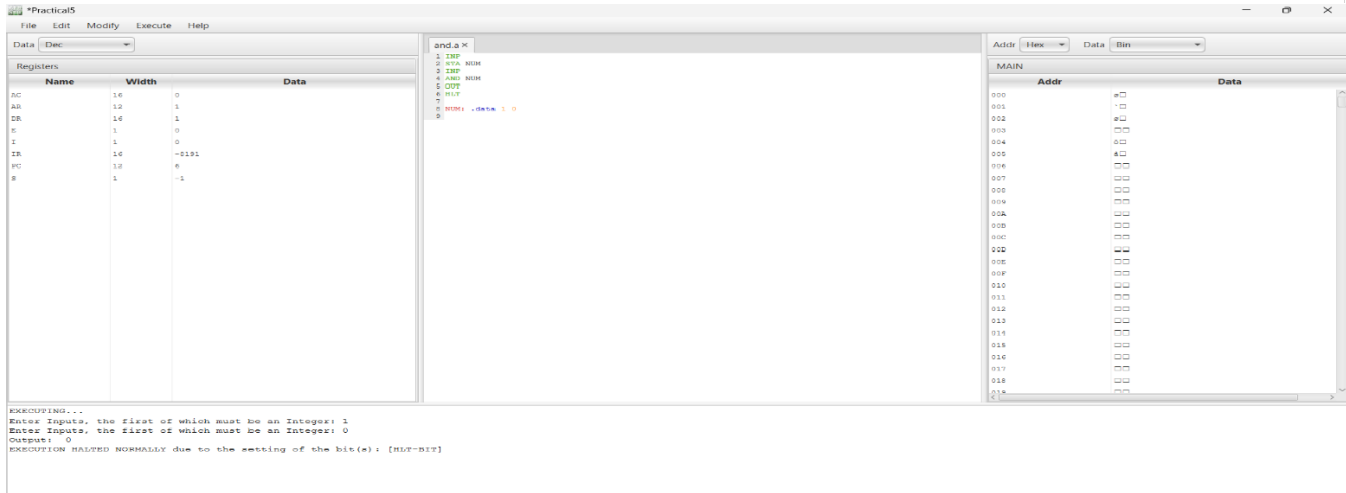 *Practical5
File Edit Modify Execute Help
Data Dec
Registers
Name Width Data
AC 16 0
AR 12 1
DR 16 1
E 1 0
I 1 0
IR 16 -8191
PC 12 6
S 1 -1
and.a ×
1 INP
2 STA NUM
3 INP
4 AND NUM
5 OUT
6 HLT
7
8 NUM: .data 1 0
9
Addr Hex Data Bin
MAIN
Addr Data
000
001
002
003
004
005
006
007
008
009
00A
00B
00C
00D
00E
00F
010
011
012
013
014
015
016
017
018
019
EXECUTING...
Enter Inputs, the first of which must be an Integer: 1
Enter Inputs, the first of which must be an Integer: 0
Output: 0
EXECUTION HALTED NORMALLY due to the setting of the bit(s): [HLT-BIT]